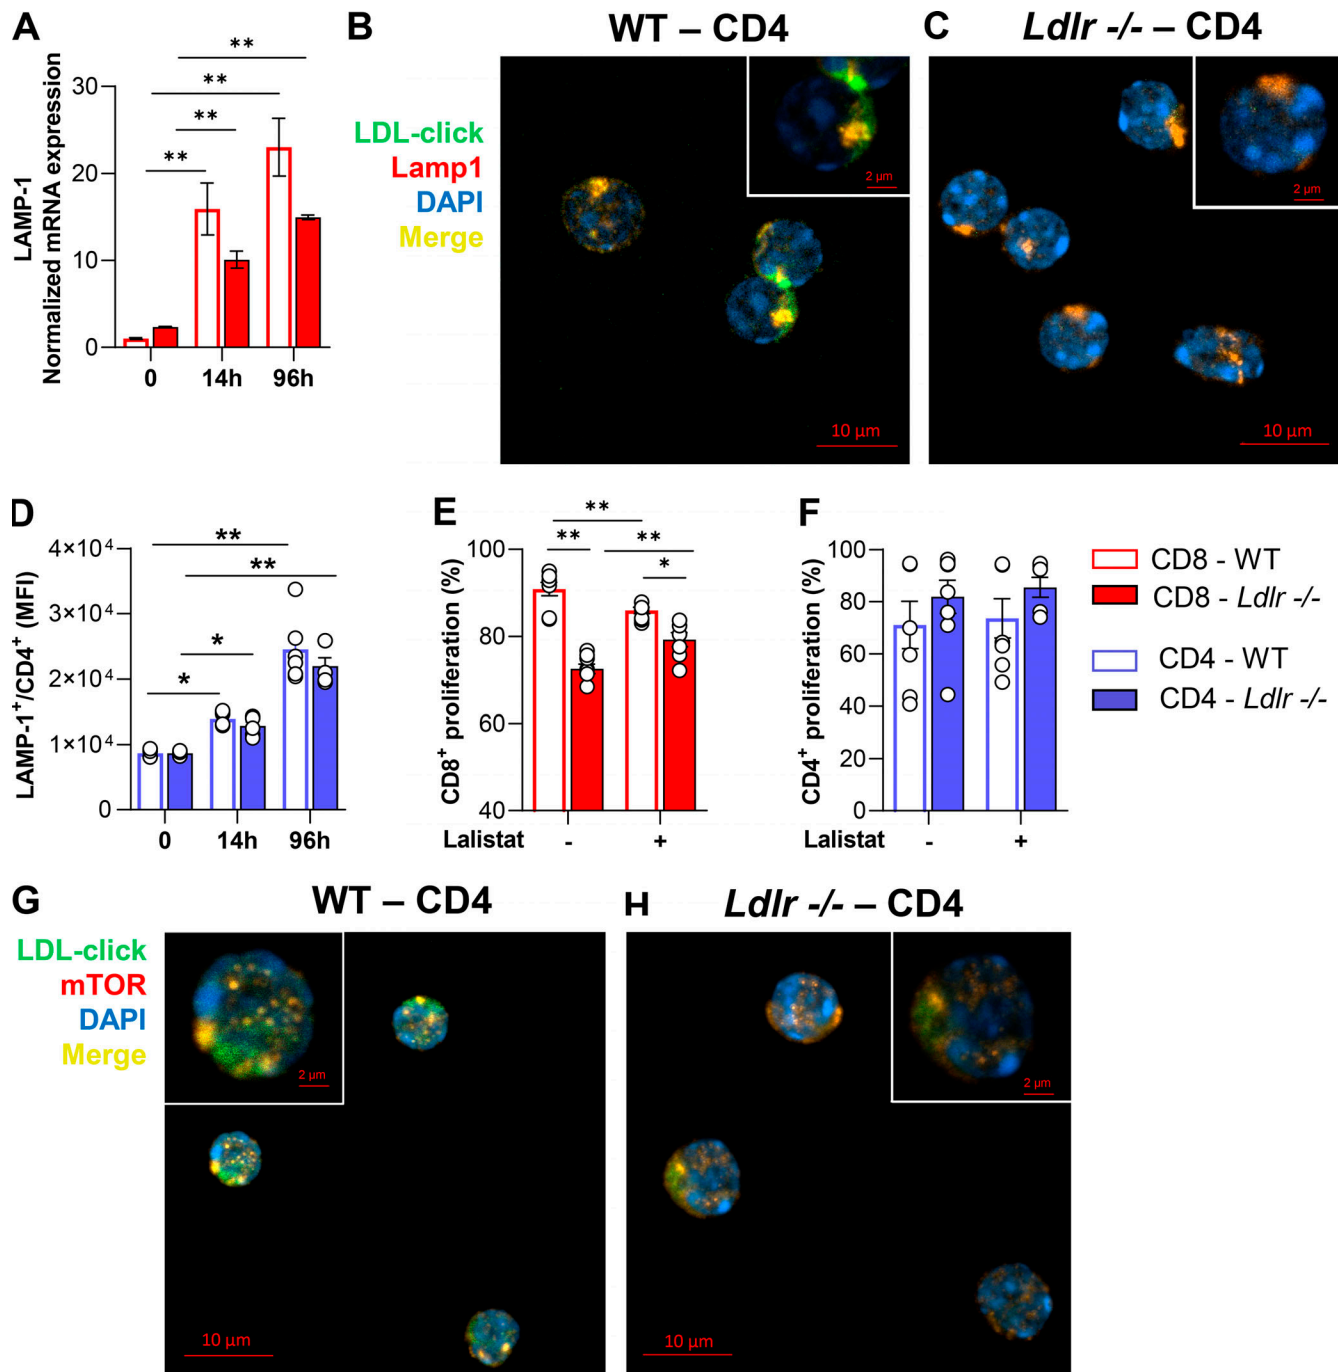 A
LAMP-1
Normalized mRNA expression
30
20
10
0
**
**
**
**
0 14h 96h
B
WT – CD4
LDL-click
Lamp1
DAPI
Merge
2 µm
10 µm
C
Ldlr -/- – CD4
2 µm
10 µm
D
LAMP-1+/CD4+ (MFI)
4×10⁴
3×10⁴
2×10⁴
1×10⁴
0
**
**
*
*
0 14h 96h
E
CD8+ proliferation (%)
100
80
60
40
**
** **
*
Lalistat - +
F
CD4+ proliferation (%)
100
80
60
40
20
0
- +
CD8 - WT
CD8 - Ldlr -/-
CD4 - WT
CD4 - Ldlr -/-
G
WT – CD4
LDL-click
mTOR
DAPI
Merge
2 µm
10 µm
H
Ldlr -/- – CD4
2 µm
10 µm